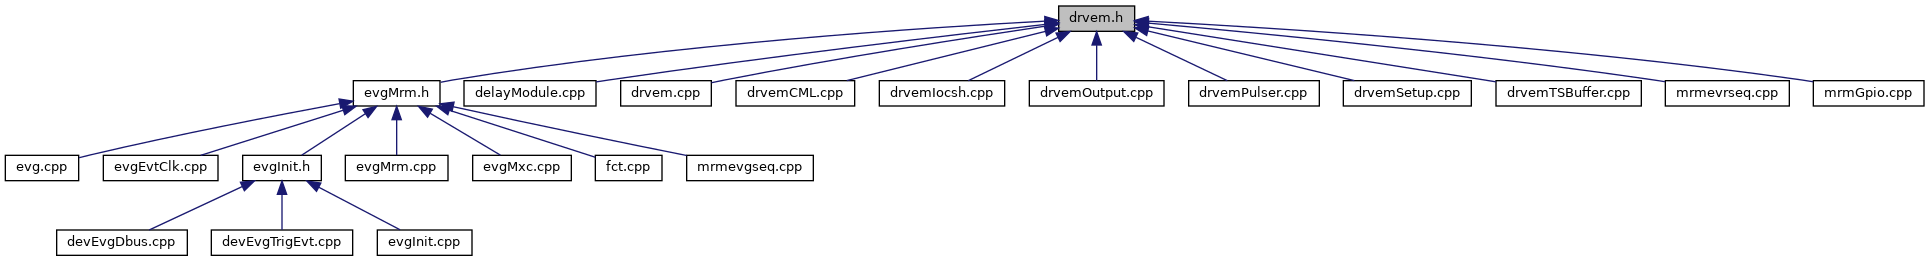 drvem.h
evgMrm.h
delayModule.cpp
drvem.cpp
drvemCML.cpp
drvemIocsh.cpp
drvemOutput.cpp
drvemPulser.cpp
drvemSetup.cpp
drvemTSBuffer.cpp
mrmevrseq.cpp
mrmGpio.cpp
evg.cpp
evgEvtClk.cpp
evgInit.h
evgMrm.cpp
evgMxc.cpp
fct.cpp
mrmevgseq.cpp
devEvgDbus.cpp
devEvgTrigEvt.cpp
evgInit.cpp